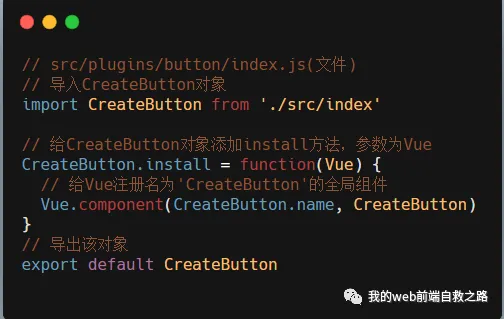 // src/plugins/button/index.js(文件)
// 导入CreateButton对象
import CreateButton from './src/index'
// 给CreateButton对象添加install方法，参数为Vue
CreateButton.install = function(Vue) {
// 给Vue注册名为'CreateButton'的全局组件
Vue.component(CreateButton.name, CreateButton)
}
// 导出该对象
export default CreateButton
我的web前端自救之路